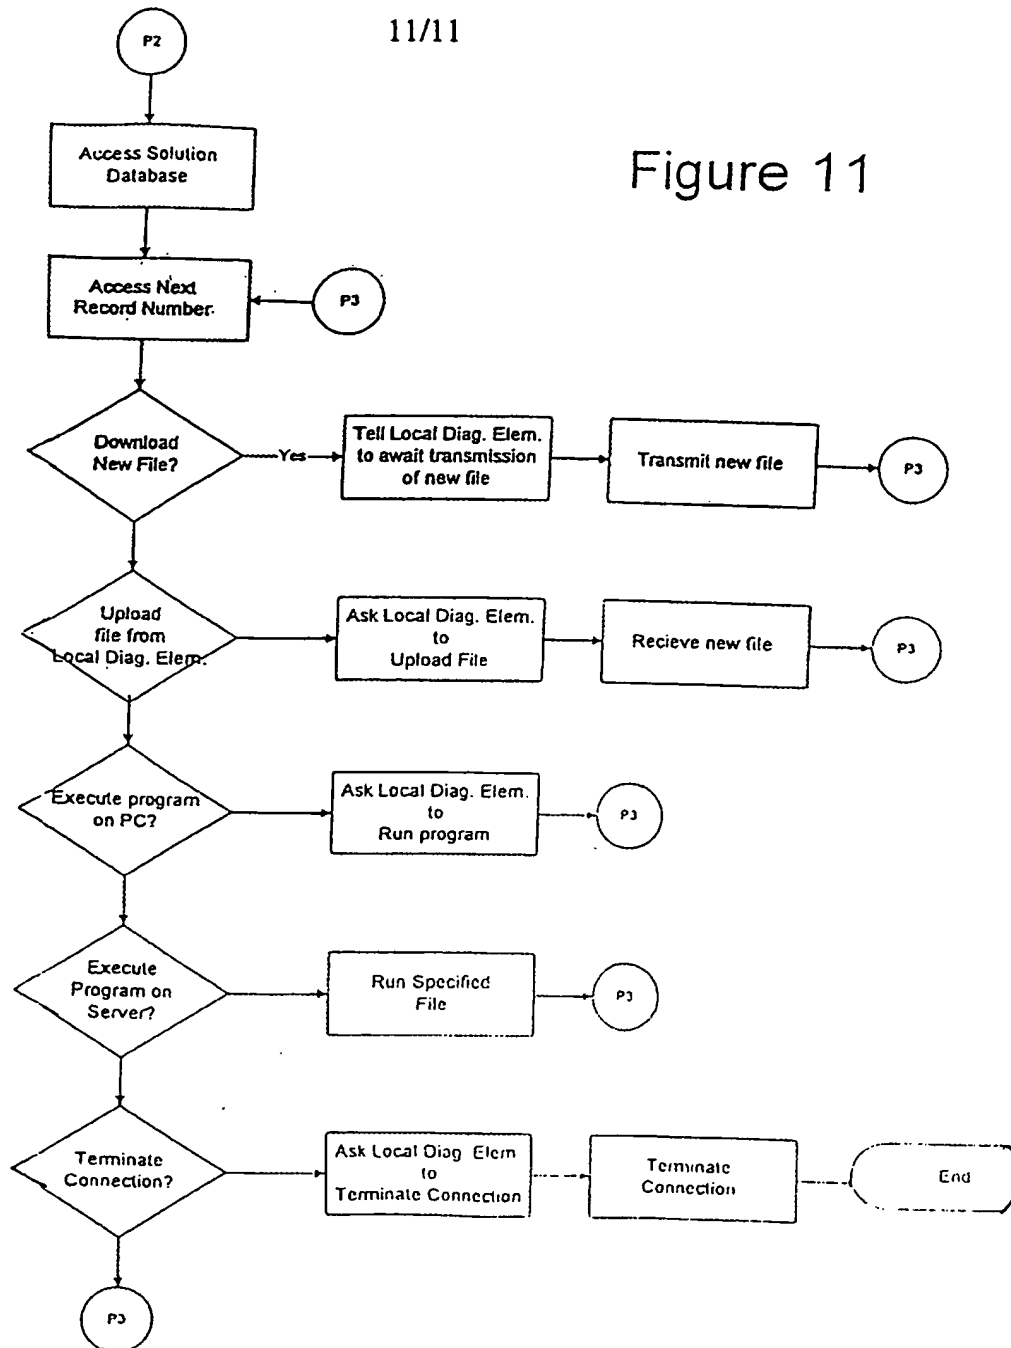 11/11
P2
Figure 11
Access Solution
Database
Access Next
Record Number.
P3
Download
New File?
Yes
Tell Local Diag. Elem.
to await transmission
of new file
Transmit new file
P3
Upload
file from
Local Diag. Elem.
Ask Local Diag. Elem.
to
Upload File
Recieve new file
P3
Execute program
on PC?
Ask Local Diag. Elem.
to
Run program
P3
Execute
Program on
Server?
Run Specified
File
P3
Terminate
Connection?
Ask Local Diag Elem
to
Terminate Connection
Terminate
Connection
End
P3